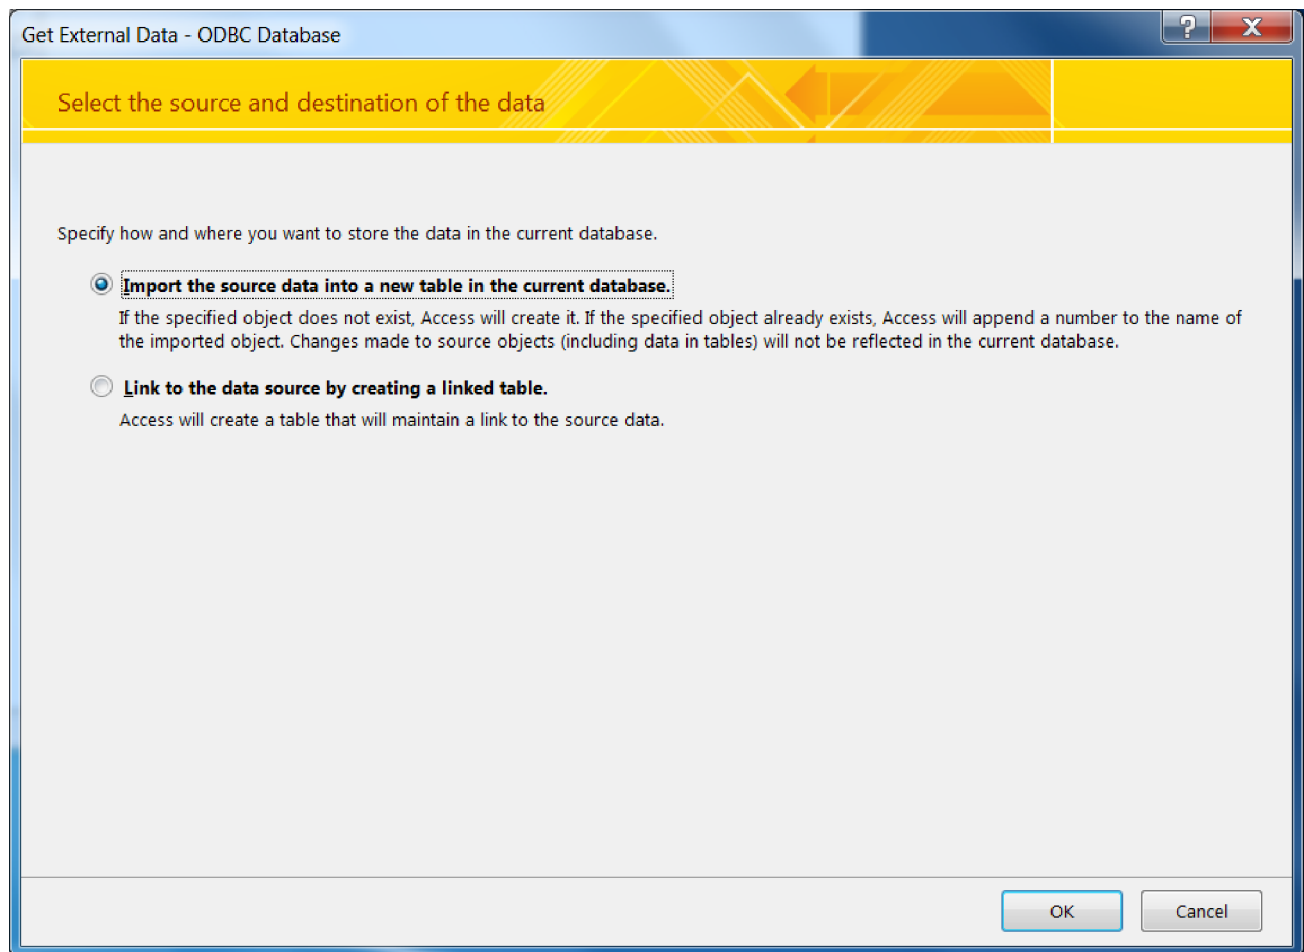 Get External Data - ODBC Database
? X
Select the source and destination of the data
Specify how and where you want to store the data in the current database.
Import the source data into a new table in the current database.
If the specified object does not exist, Access will create it. If the specified object already exists, Access will append a number to the name of
the imported object. Changes made to source objects (including data in tables) will not be reflected in the current database.
Link to the data source by creating a linked table.
Access will create a table that will maintain a link to the source data.
OK Cancel